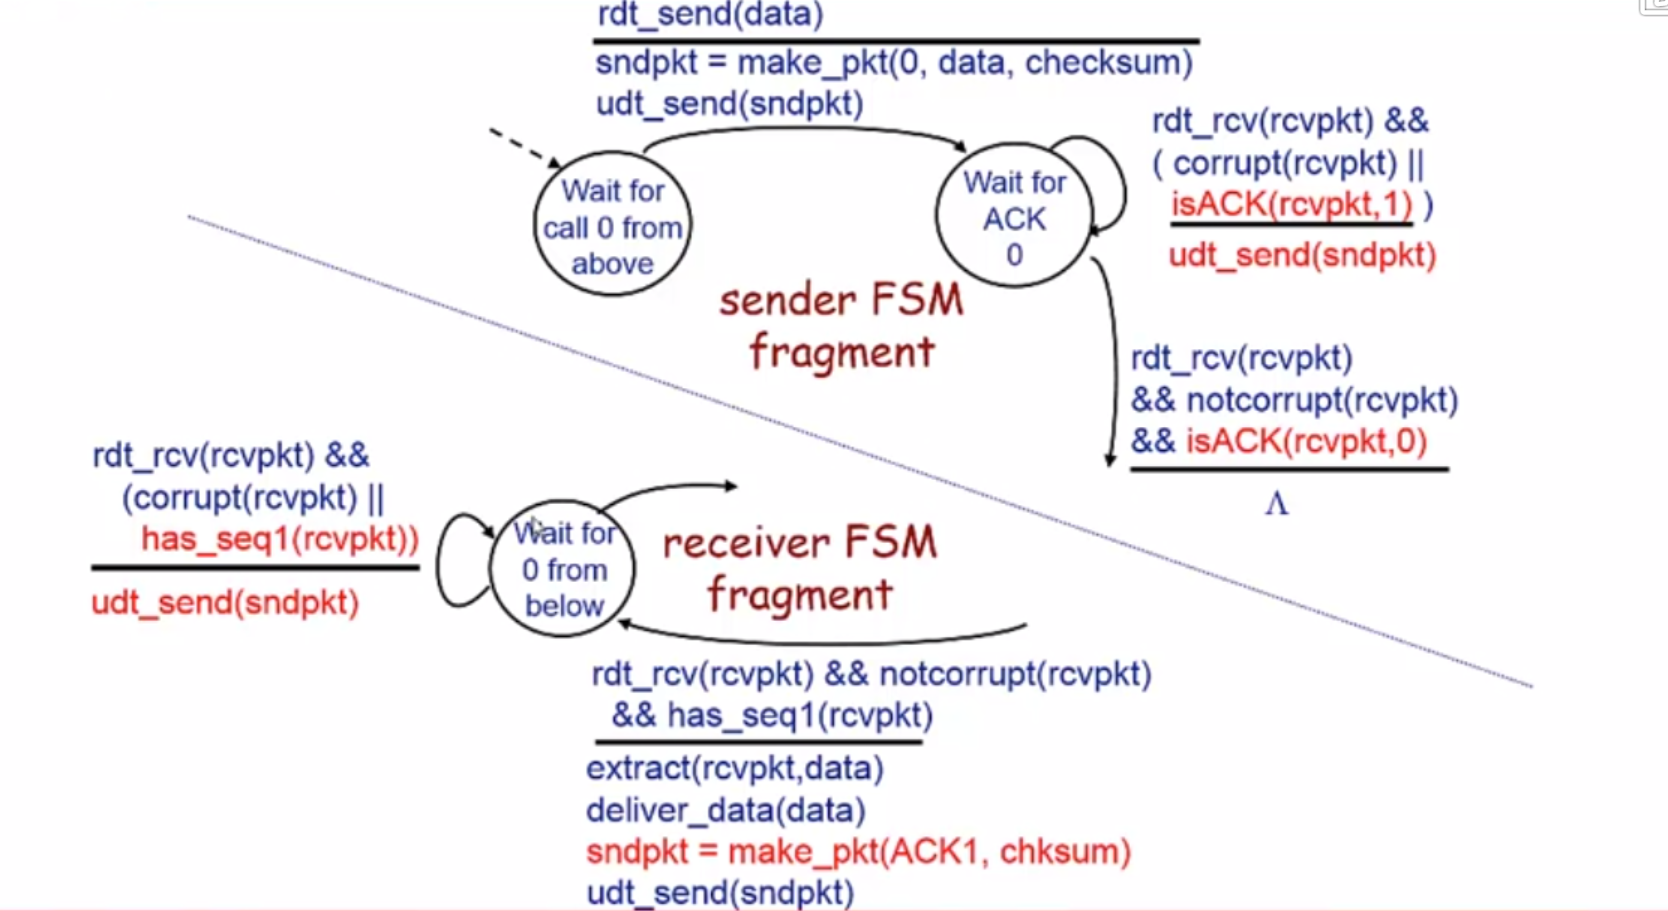 rdt_send(data)
sndpkt = make_pkt(0, data, checksum)
udt_send(sndpkt)
Wait for
call 0 from
above
Wait for
ACK
0
rdt_rcv(rcvpkt) &&
( corrupt(rcvpkt) ||
isACK(rcvpkt,1) )
udt_send(sndpkt)
sender FSM
fragment
rdt_rcv(rcvpkt)
&& notcorrupt(rcvpkt)
&& isACK(rcvpkt,0)
Λ
rdt_rcv(rcvpkt) &&
(corrupt(rcvpkt) ||
has_seq1(rcvpkt))
udt_send(sndpkt)
Wait for
0 from
below
receiver FSM
fragment
rdt_rcv(rcvpkt) && notcorrupt(rcvpkt)
&& has_seq1(rcvpkt)
extract(rcvpkt,data)
deliver_data(data)
sndpkt = make_pkt(ACK1, chksum)
udt_send(sndpkt)